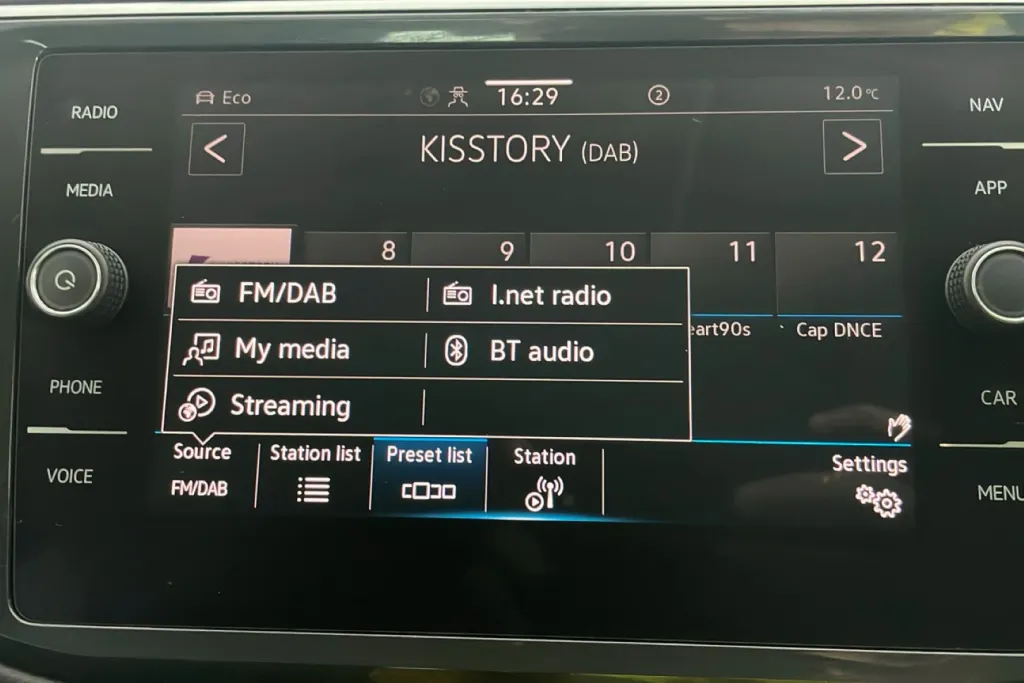 RADIO
MEDIA
PHONE
VOICE
Eco
16:29
2
12.0°C
KISSTORY (DAB)
8 9 10 11 12
Cap DNCE
FM/DAB I.net radio
My media BT audio
Streaming
Source Station list Preset list Station Settings
FM/DAB
NAV
APP
CAR
MENU